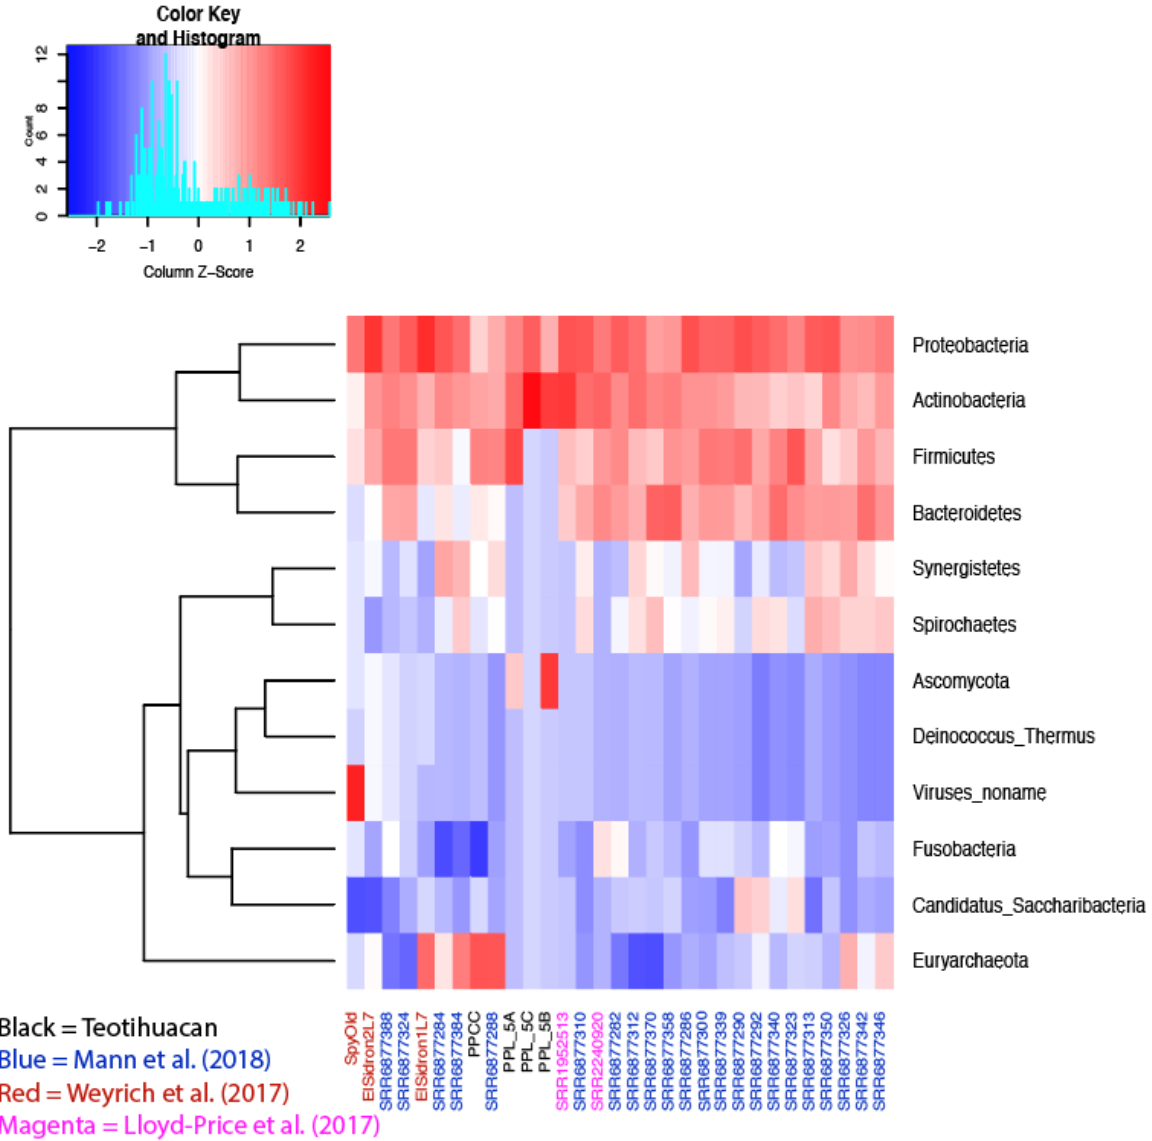 Color Key
and Histogram
Count
0 2 4 6 8 12
−2 −1 0 1 2
Column Z−Score
Proteobacteria
Actinobacteria
Firmicutes
Bacteroidetes
Synergistetes
Spirochaetes
Ascomycota
Deinococcus_Thermus
Viruses_noname
Fusobacteria
Candidatus_Saccharibacteria
Euryarchaeota
SpyOld
ElSidron2L7
SRR6877388
SRR6877324
ElSidron1L7
SRR6877284
SRR6877384
PPCC
SRR6877288
PPL_5A
PPL_5C
PPL_5B
SRR1952513
SRR6877310
SRR2240920
SRR6877282
SRR6877312
SRR6877370
SRR6877358
SRR6877286
SRR6877300
SRR6877339
SRR6877290
SRR6877292
SRR6877340
SRR6877323
SRR6877313
SRR6877350
SRR6877326
SRR6877342
SRR6877346
Black = Teotihuacan
Blue = Mann et al. (2018)
Red = Weyrich et al. (2017)
Magenta = Lloyd-Price et al. (2017)